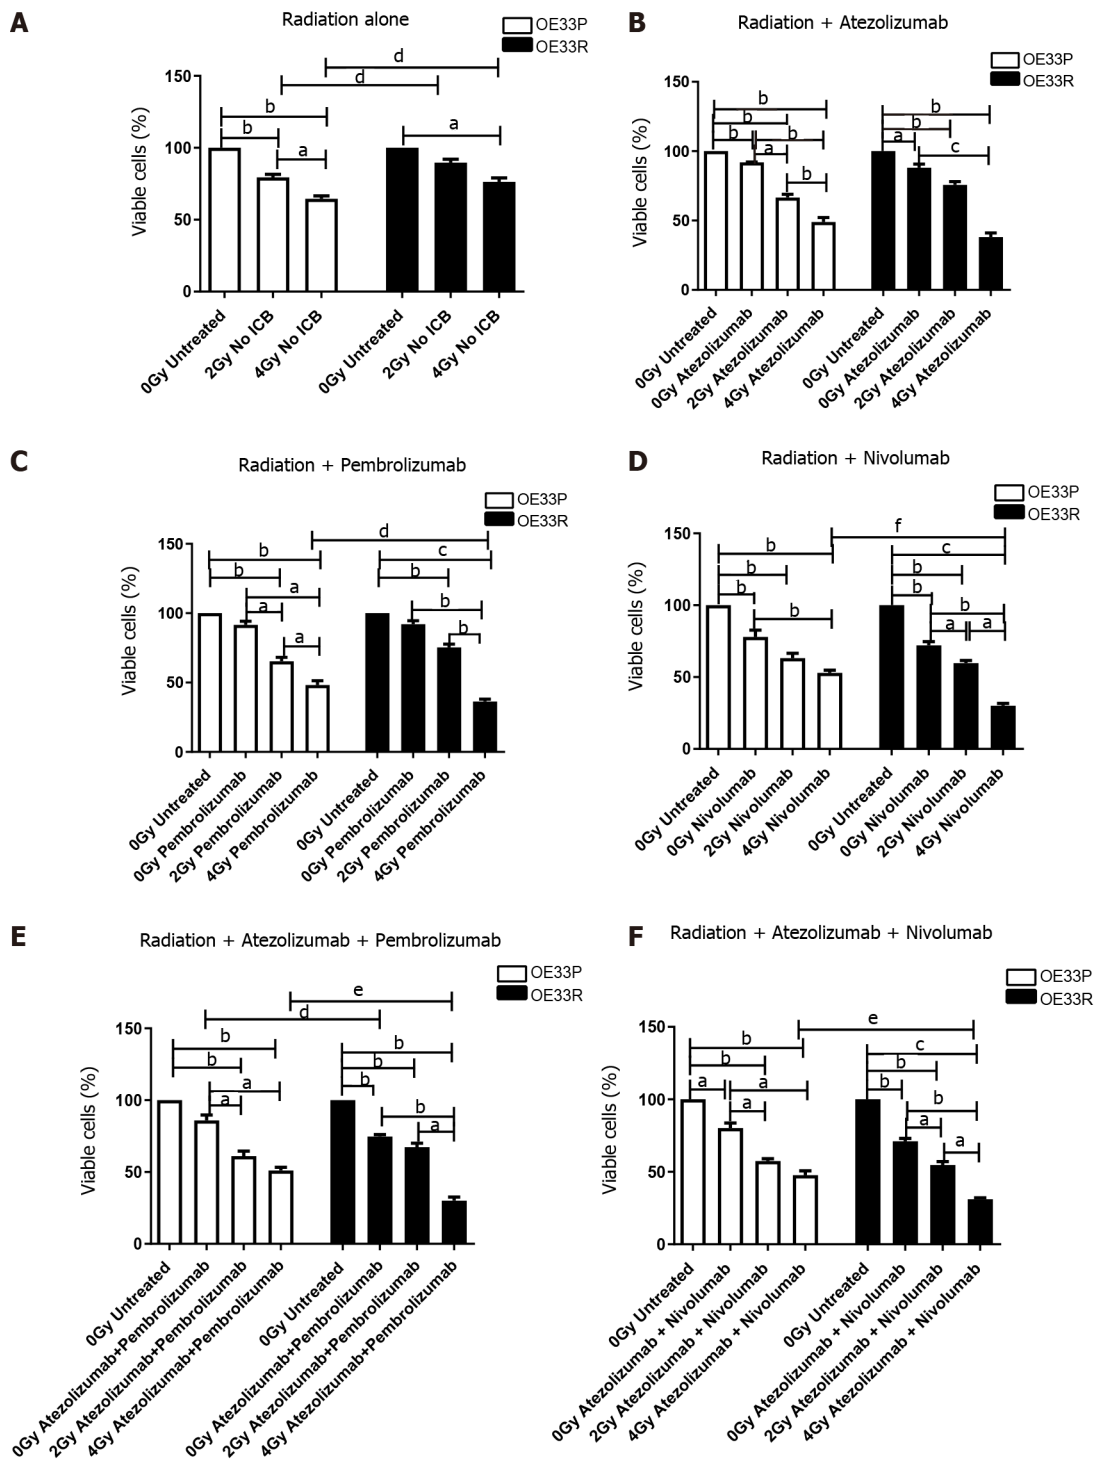 A
Radiation alone
OE33P
OE33R
d
d
b
b
a
a
Viable cells (%)
150
100
50
0
0Gy Untreated
2Gy No ICB
4Gy No ICB
0Gy Untreated
2Gy No ICB
4Gy No ICB
B
Radiation + Atezolizumab
OE33P
OE33R
b
b
b
b
a
b
b
b
a
c
Viable cells (%)
150
100
50
0
0Gy Untreated
0Gy Atezolizumab
2Gy Atezolizumab
4Gy Atezolizumab
0Gy Untreated
0Gy Atezolizumab
2Gy Atezolizumab
4Gy Atezolizumab
C
Radiation + Pembrolizumab
OE33P
OE33R
d
b
c
b
b
a
a
b
a
b
Viable cells (%)
150
100
50
0
0Gy Untreated
0Gy Pembrolizumab
2Gy Pembrolizumab
4Gy Pembrolizumab
0Gy Untreated
0Gy Pembrolizumab
2Gy Pembrolizumab
4Gy Pembrolizumab
D
Radiation + Nivolumab
OE33P
OE33R
f
b
c
b
b
b
b
b
b
a
a
Viable cells (%)
150
100
50
0
0Gy Untreated
0Gy Nivolumab
2Gy Nivolumab
4Gy Nivolumab
0Gy Untreated
0Gy Nivolumab
2Gy Nivolumab
4Gy Nivolumab
E
Radiation + Atezolizumab + Pembrolizumab
OE33P
OE33R
e
d
b
b
b
b
b
a
a
b
a
Viable cells (%)
150
100
50
0
0Gy Untreated
0Gy Atezolizumab+Pembrolizumab
2Gy Atezolizumab+Pembrolizumab
4Gy Atezolizumab+Pembrolizumab
0Gy Untreated
0Gy Atezolizumab+Pembrolizumab
2Gy Atezolizumab+Pembrolizumab
4Gy Atezolizumab+Pembrolizumab
F
Radiation + Atezolizumab + Nivolumab
OE33P
OE33R
e
b
c
b
b
a
a
b
a
b
a
a
Viable cells (%)
150
100
50
0
0Gy Untreated
0Gy Atezolizumab + Nivolumab
2Gy Atezolizumab + Nivolumab
4Gy Atezolizumab + Nivolumab
0Gy Untreated
0Gy Atezolizumab + Nivolumab
2Gy Atezolizumab + Nivolumab
4Gy Atezolizumab + Nivolumab